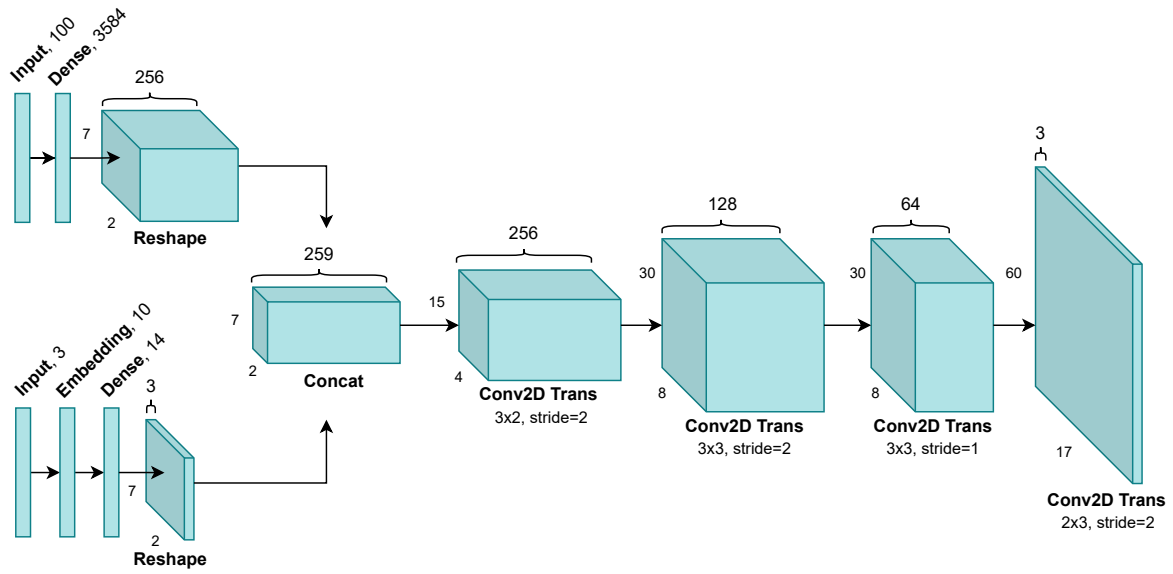 Input, 100
Dense, 3584
256
7
2
Reshape
Input, 3
Embedding, 10
Dense, 14
3
7
2
Reshape
259
7
2
Concat
256
15
4
Conv2D Trans
3x2, stride=2
128
30
8
Conv2D Trans
3x3, stride=2
64
30
8
Conv2D Trans
3x3, stride=1
3
60
17
Conv2D Trans
2x3, stride=2